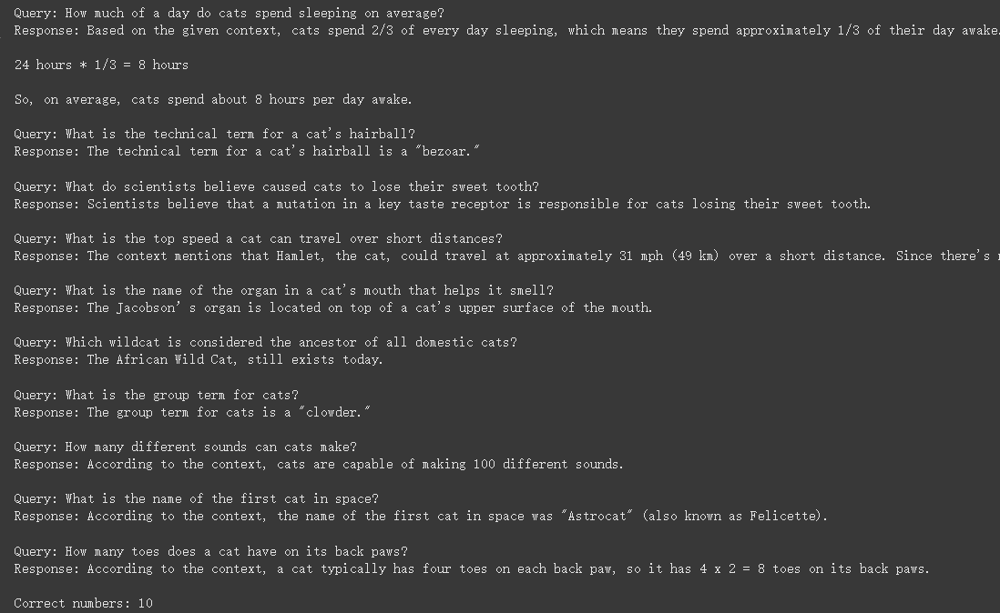 Query: How much of a day do cats spend sleeping on average?
Response: Based on the given context, cats spend 2/3 of every day sleeping, which means they spend approximately 1/3 of their day awake.
24 hours * 1/3 = 8 hours
So, on average, cats spend about 8 hours per day awake.
Query: What is the technical term for a cat's hairball?
Response: The technical term for a cat's hairball is a "bezoar."
Query: What do scientists believe caused cats to lose their sweet tooth?
Response: Scientists believe that a mutation in a key taste receptor is responsible for cats losing their sweet tooth.
Query: What is the top speed a cat can travel over short distances?
Response: The context mentions that Hamlet, the cat, could travel at approximately 31 mph (49 km) over a short distance. Since there's
Query: What is the name of the organ in a cat's mouth that helps it smell?
Response: The Jacobson’s organ is located on top of a cat's upper surface of the mouth.
Query: Which wildcat is considered the ancestor of all domestic cats?
Response: The African Wild Cat, still exists today.
Query: What is the group term for cats?
Response: The group term for cats is a "clowder."
Query: How many different sounds can cats make?
Response: According to the context, cats are capable of making 100 different sounds.
Query: What is the name of the first cat in space?
Response: According to the context, the name of the first cat in space was "Astrocat" (also known as Felicette).
Query: How many toes does a cat have on its back paws?
Response: According to the context, a cat typically has four toes on each back paw, so it has 4 x 2 = 8 toes on its back paws.
Correct numbers: 10